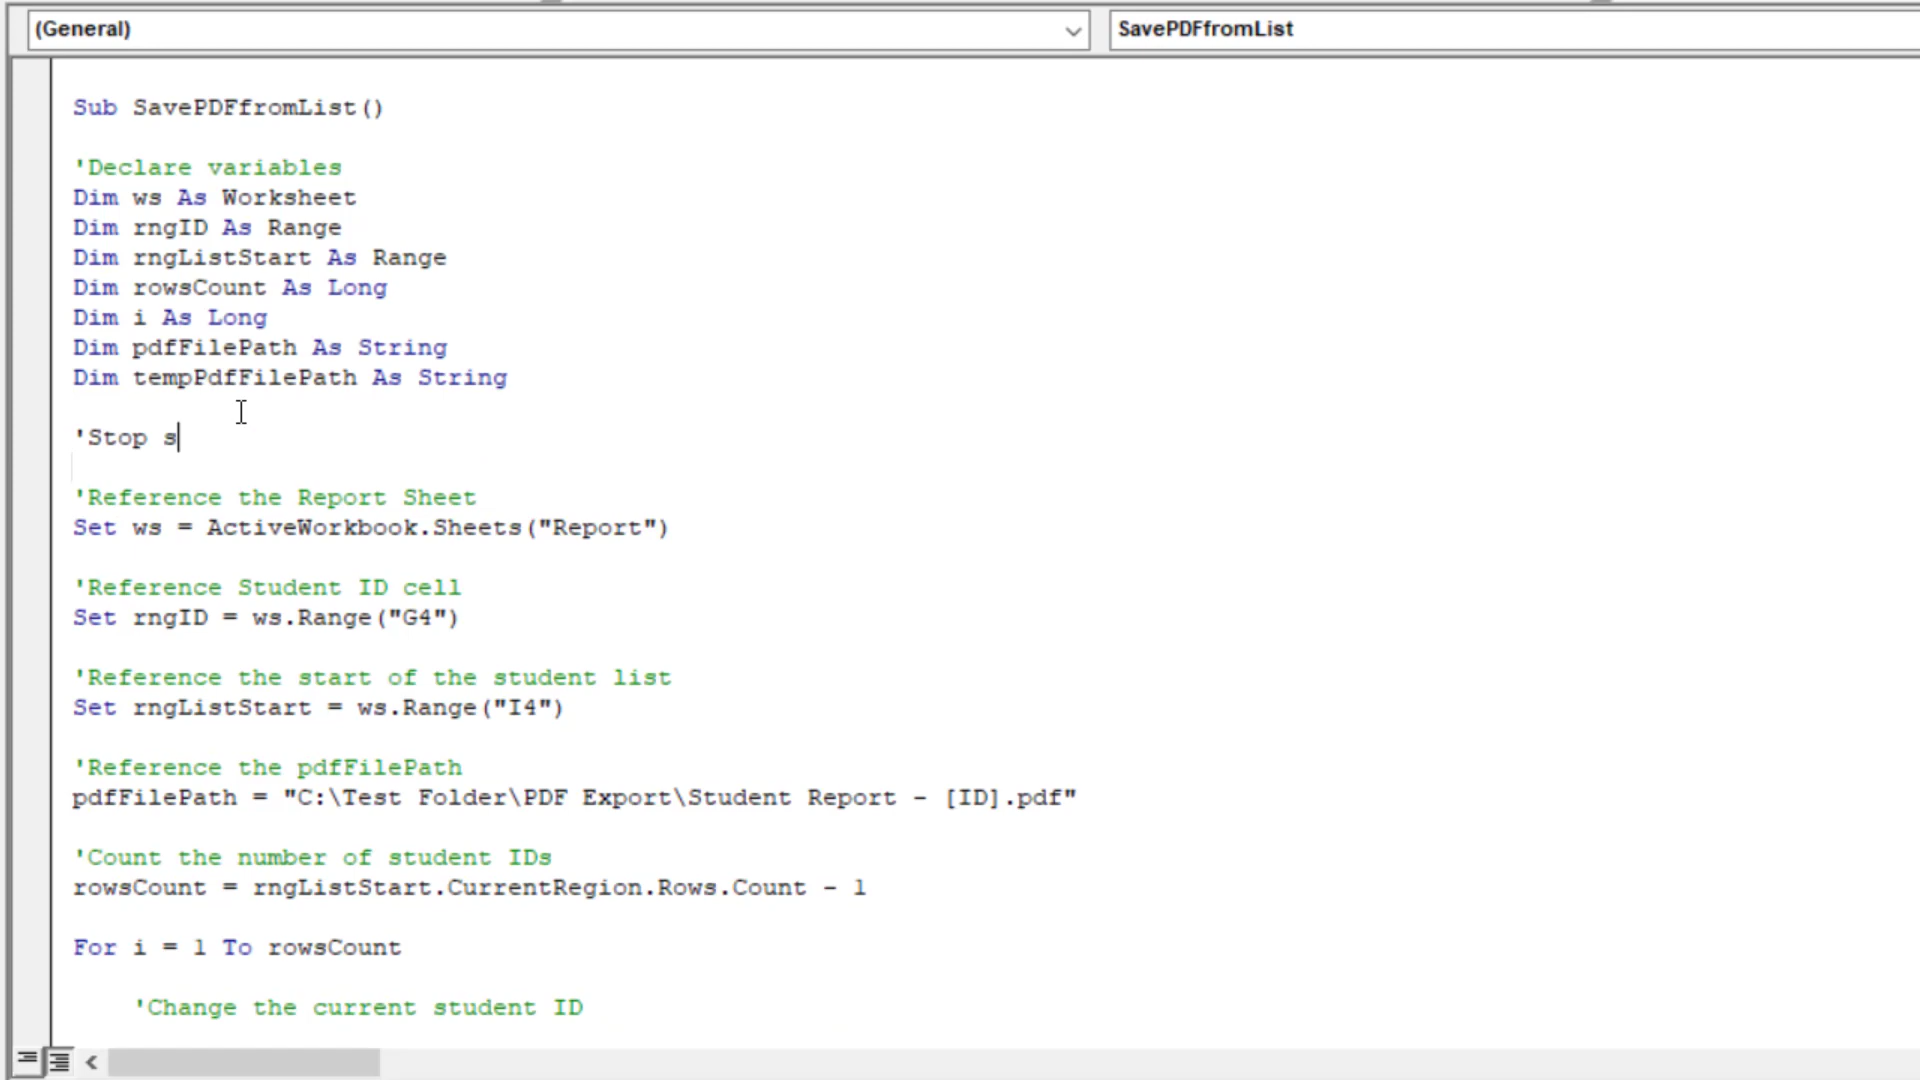 (General)
SavePDFfromList
Sub SavePDFfromList()
'Declare variables
Dim ws As Worksheet
Dim rngID As Range
Dim rngListStart As Range
Dim rowsCount As Long
Dim i As Long
Dim pdfFilePath As String
Dim tempPdfFilePath As String
'Stop s
'Reference the Report Sheet
Set ws = ActiveWorkbook.Sheets("Report")
'Reference Student ID cell
Set rngID = ws.Range("G4")
'Reference the start of the student list
Set rngListStart = ws.Range("I4")
'Reference the pdfFilePath
pdfFilePath = "C:\Test Folder\PDF Export\Student Report - [ID].pdf"
'Count the number of student IDs
rowsCount = rngListStart.CurrentRegion.Rows.Count - 1
For i = 1 To rowsCount
    'Change the current student ID